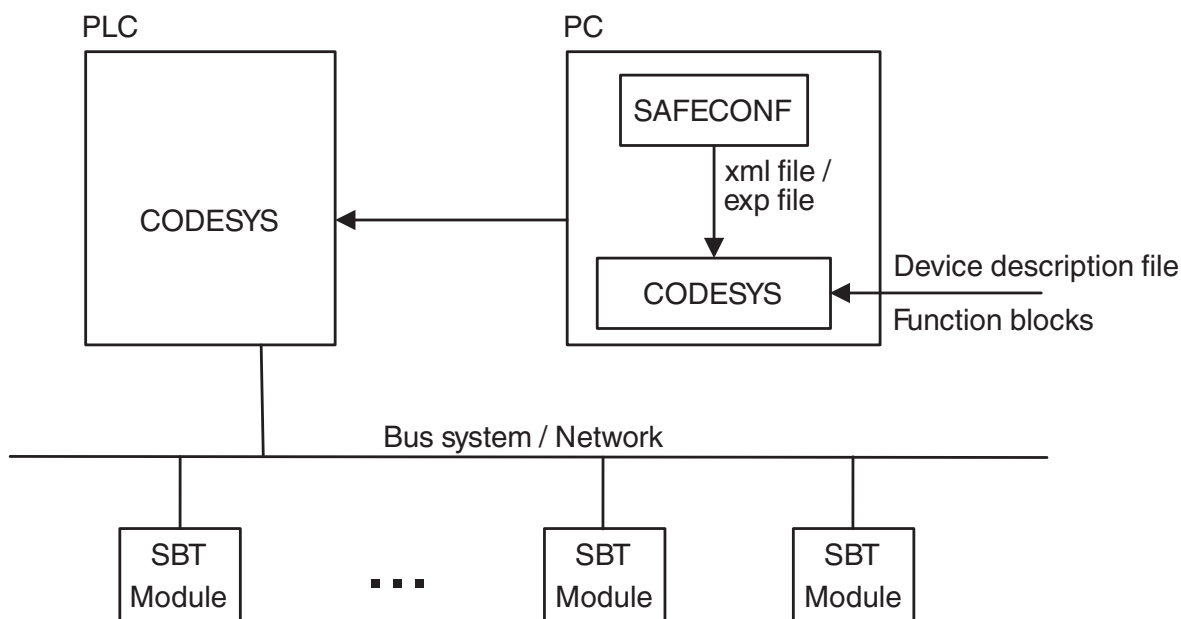 PLC
PC
SAFECONF
xml file /
exp file
CODESYS
CODESYS
Device description file
Function blocks
Bus system / Network
SBT
Module
...
SBT
Module
SBT
Module